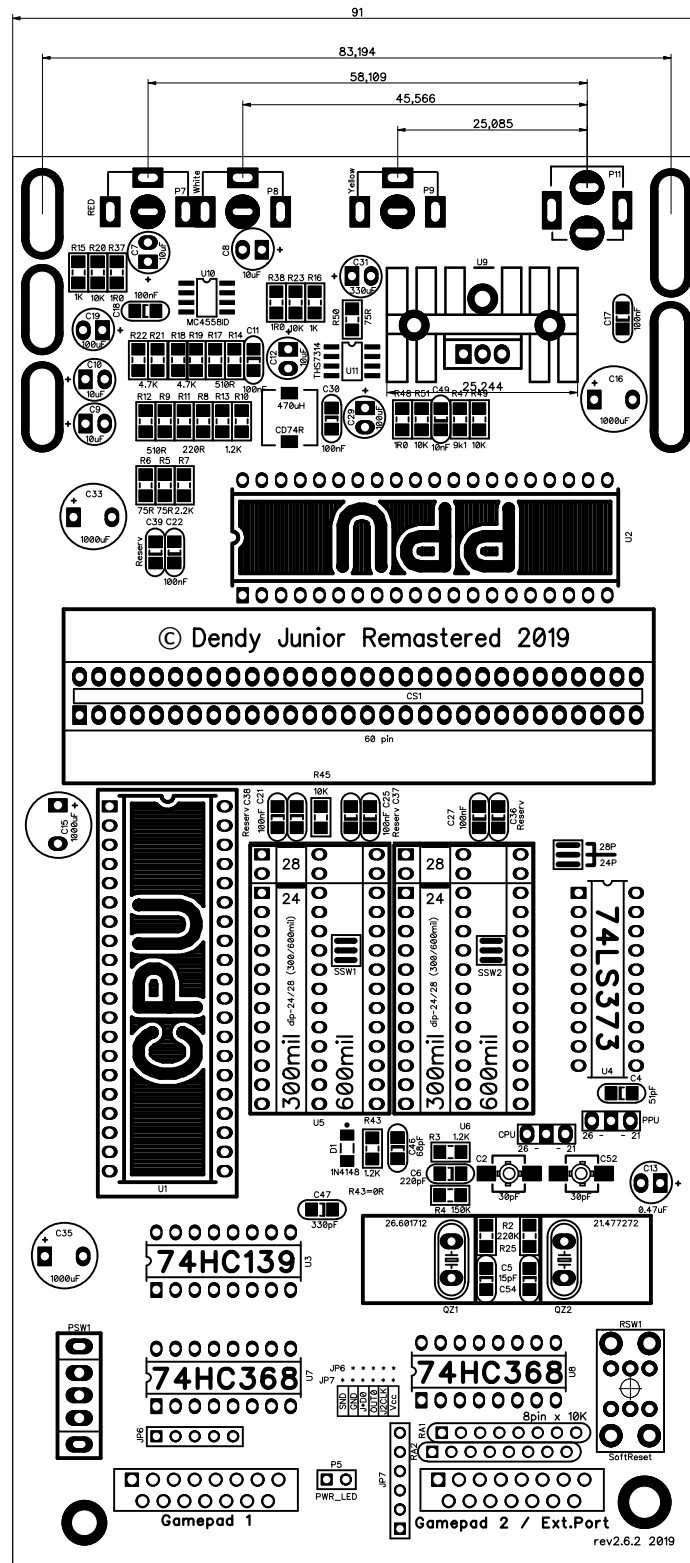 91
83,194
58,109
45,566
25,085
RED
P7
White
P8
Yellow
P9
P11
R15 R20 R37
1K 10K 1R0
C7
10uF
C8
10uF
U10
MC4558ID
100nF
C18
C19
100uF
R38 R23 R16
1R0 10K 1K
C31
330uF
R50
75R
U9
C17
100nF
R22 R21 R18 R19 R17 R14
4.7K 4.7K 510R
C11
100nF
C12
10uF
THS7314
U11
25,244
C10
10uF
C16
1000uF
C9
10uF
R12 R9 R11 R8 R13 R10
510R 220R 1.2K
470uH
CD74R
C30
100nF
C29
100uF
R48 R51 C49 R47 R49
1R0 10K 10nF 9k1 10K
R6 R5 R7
75R 75R 2.2K
C33
1000uF
C39 C22
Reserv
100nF
PPU
U2
© Dendy Junior Remastered 2019
CS1
60 pin
R45
10K
C15
1000uF
Reserv C38
100nF C21
100nF C25
Reserv C37
C27
100nF
C36
Reserv
28P
24P
CPU
U1
28
24
300mil
dip-24/28 (300/600mil)
SSW1
600mil
U5
28
24
300mil
dip-24/28 (300/600mil)
SSW2
600mil
U6
74LS373
U4
C4
51pF
PPU
26 - - 21
CPU
26 - - 21
D1
1N4148
R43
1.2K
R43=0R
C46
68pF
R3 1.2K
C6
220pF
R4 150K
C2
30pF
C52
30pF
C13
0.47uF
C47
330pF
C35
1000uF
74HC139
U3
26.601712
QZ1
R2
220K
R25
C5
15pF
C54
21.477272
QZ2
PSW1
74HC368
U7
JP6
JP6
JP7
SND
GND
J+D0
OUT0
J2CLK
Vcc
74HC368
U8
RSW1
SoftReset
8pin x 10K
RA1
RA2
JP7
Gamepad 1
P5
PWR_LED
Gamepad 2 / Ext.Port
rev2.6.2 2019